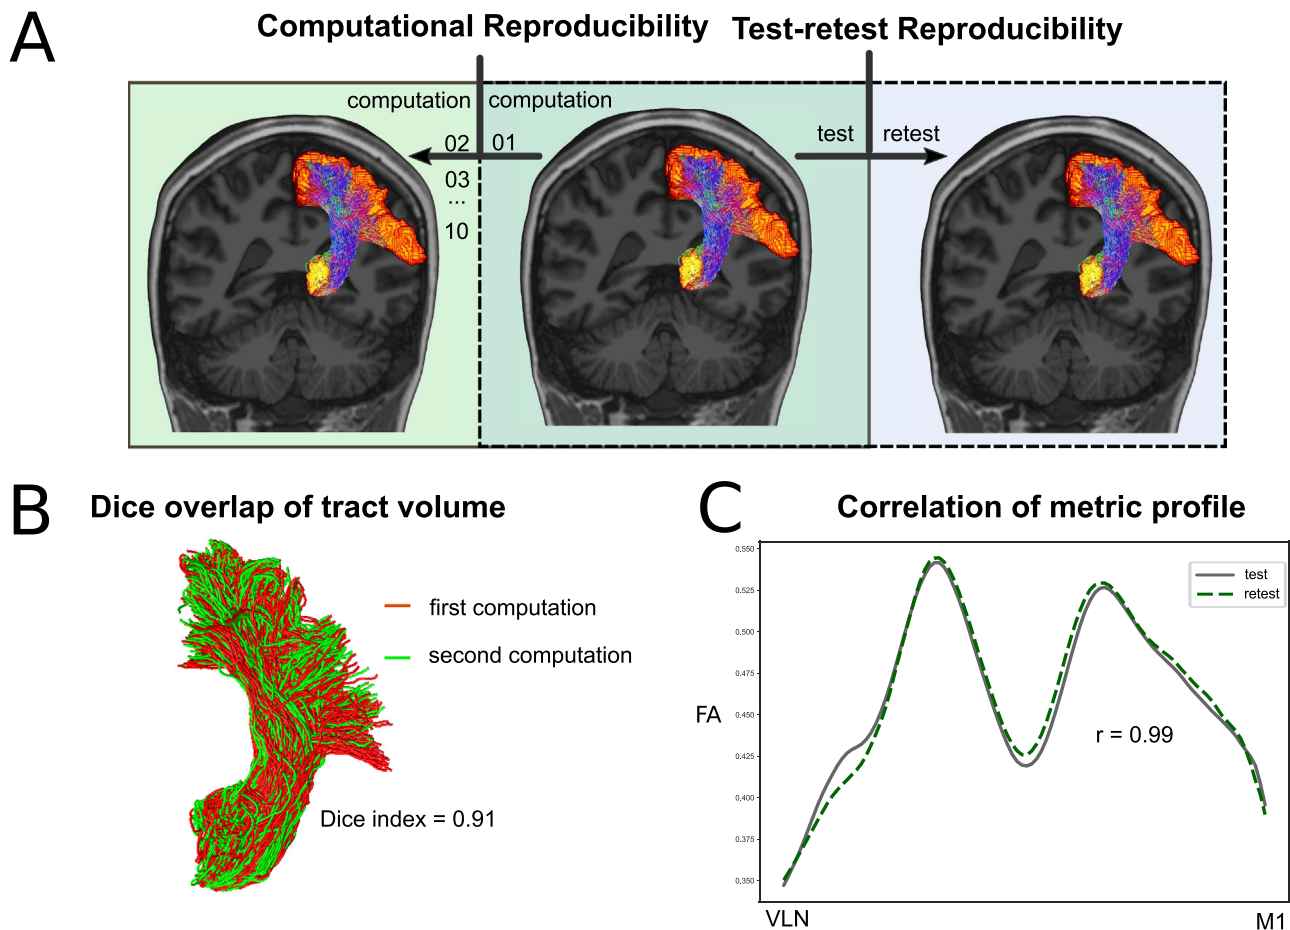 A
Computational Reproducibility
Test-retest Reproducibility
computation
computation
test
retest
02
01
03
...
10
B
Dice overlap of tract volume
first computation
second computation
Dice index = 0.91
C
Correlation of metric profile
0.550
0.525
0.500
0.475
0.450
0.425
0.400
0.375
0.350
FA
test
retest
r = 0.99
VLN
M1